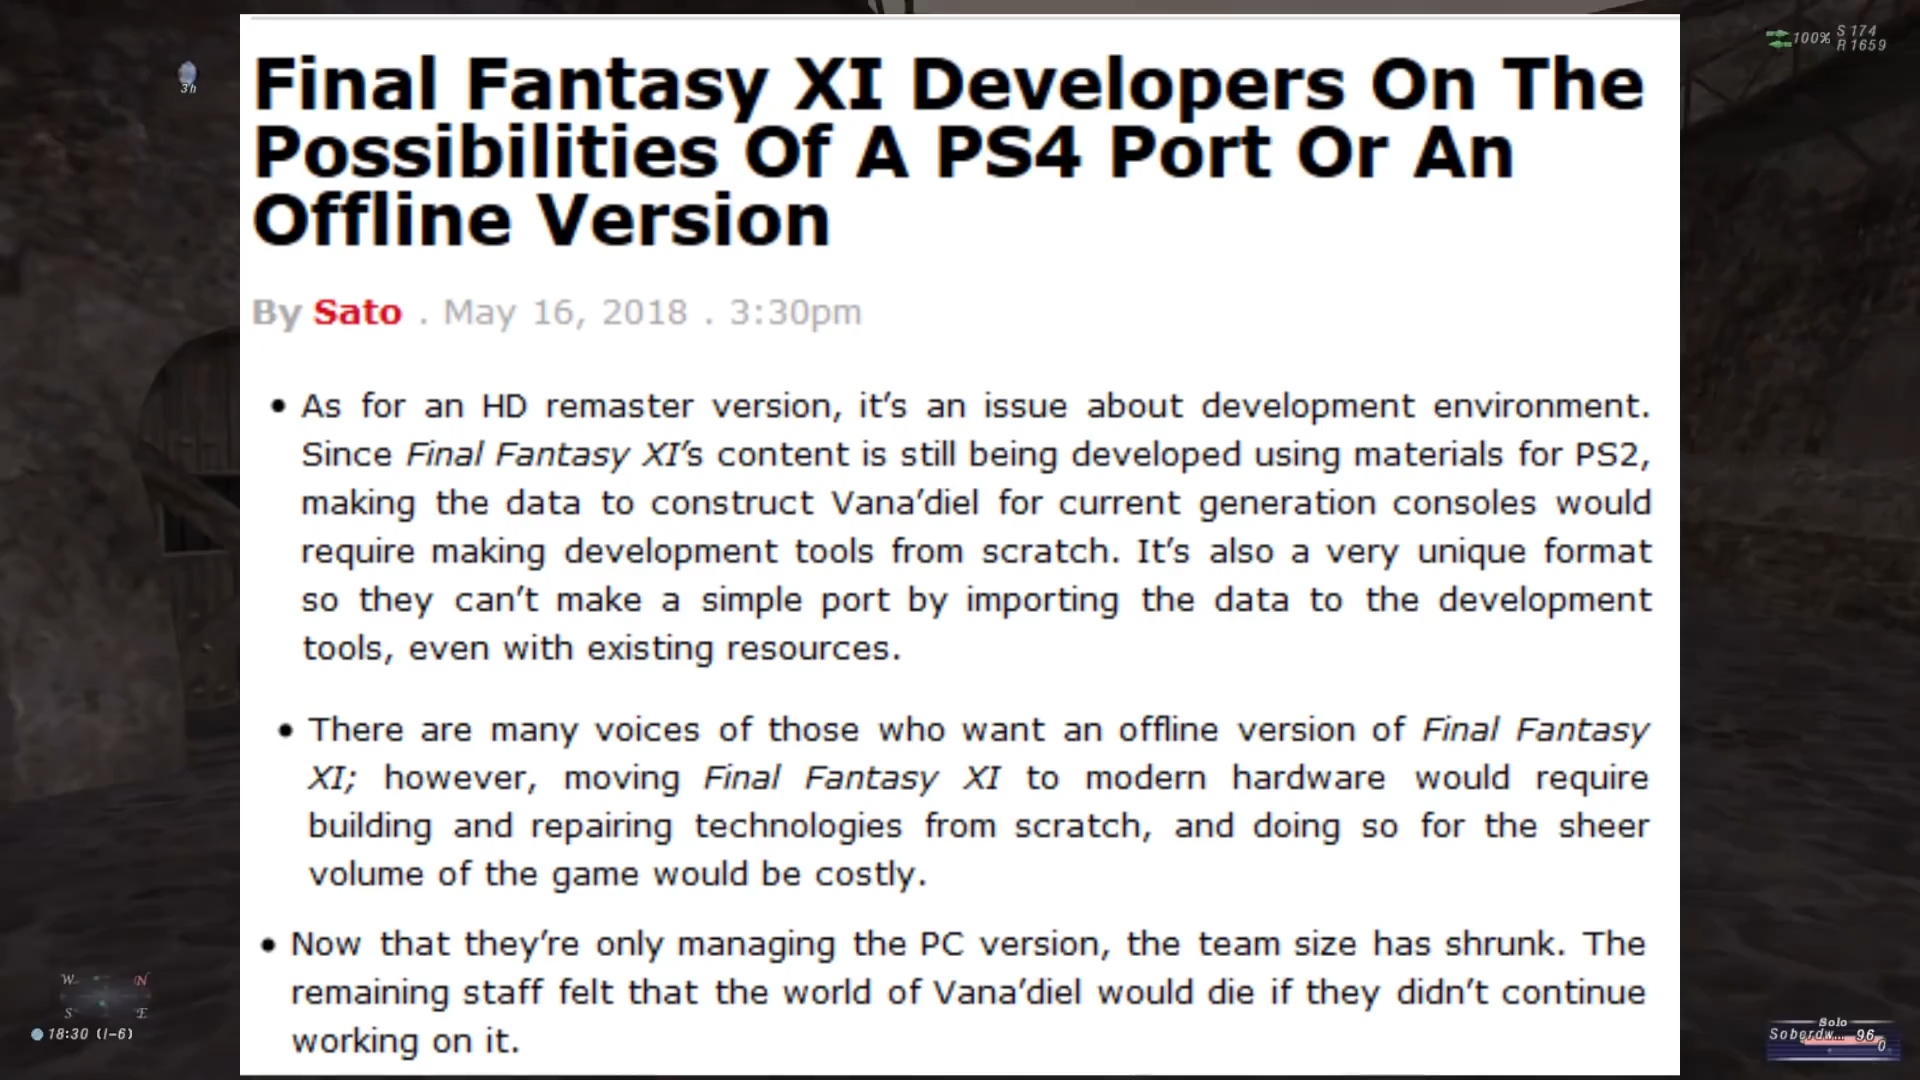 Final Fantasy XI Developers On The
Possibilities Of A PS4 Port Or An
Offline Version
By Sato . May 16, 2018 . 3:30pm
• As for an HD remaster version, it’s an issue about development environment.
Since Final Fantasy XI’s content is still being developed using materials for PS2,
making the data to construct Vana’diel for current generation consoles would
require making development tools from scratch. It’s also a very unique format
so they can’t make a simple port by importing the data to the development
tools, even with existing resources.
• There are many voices of those who want an offline version of Final Fantasy
XI; however, moving Final Fantasy XI to modern hardware would require
building and repairing technologies from scratch, and doing so for the sheer
volume of the game would be costly.
• Now that they’re only managing the PC version, the team size has shrunk. The
remaining staff felt that the world of Vana’diel would die if they didn’t continue
working on it.
3h
100% S 174
R 1659
W N
S E
18:30 (1-6)
Solo
Soberdw... 96
0